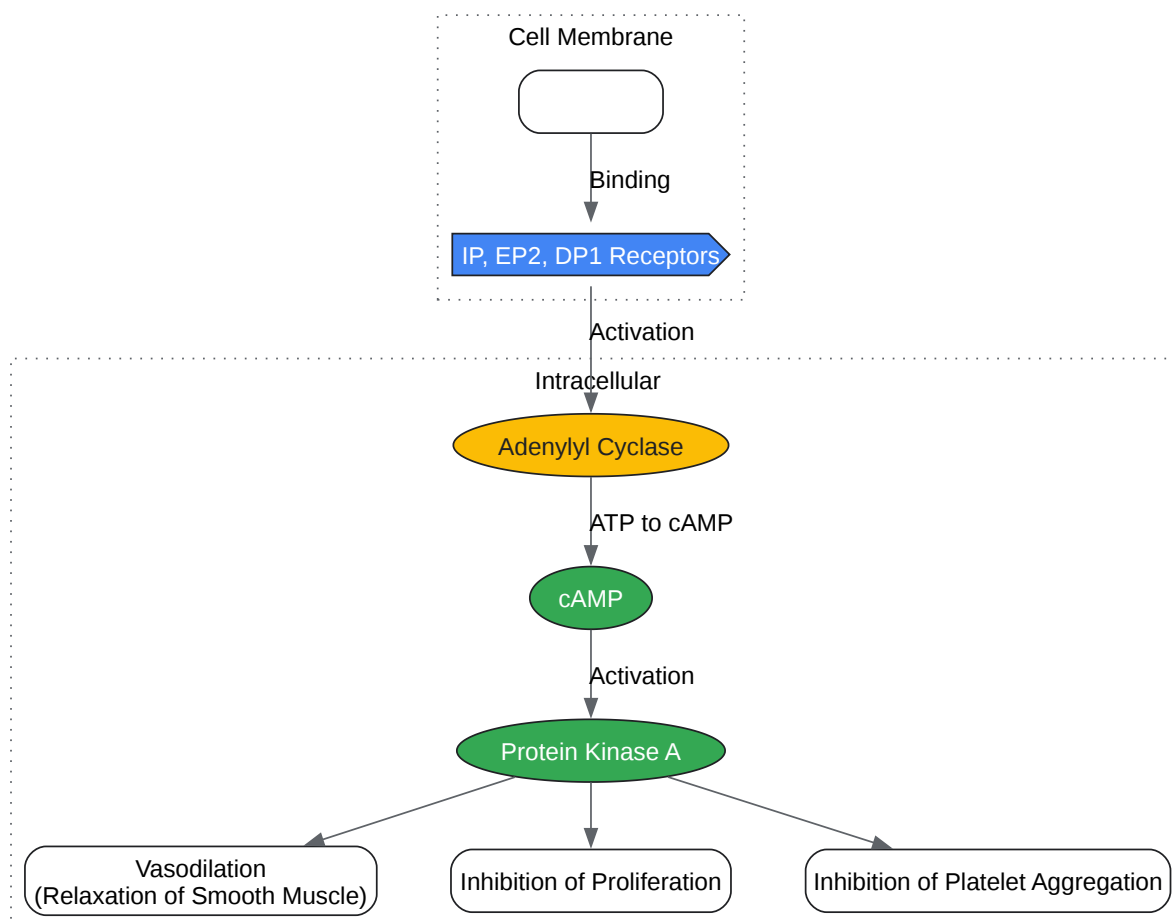 Cell Membrane
Binding
IP, EP2, DP1 Receptors
Activation
Intracellular
Adenylyl Cyclase
ATP to cAMP
cAMP
Activation
Protein Kinase A
Vasodilation
(Relaxation of Smooth Muscle)
Inhibition of Proliferation
Inhibition of Platelet Aggregation